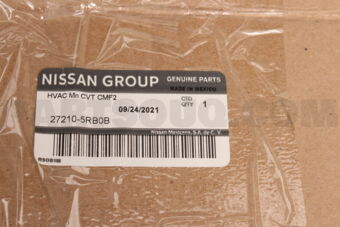 NISSAN GROUP
GENUINE PARTS
MADE IN MEXICO
HVAC Mn CVT CMF2
CTD
QTY 1
09/24/2021
27210-5RB0B
Nissan Mexicana, S.A. de C. V.